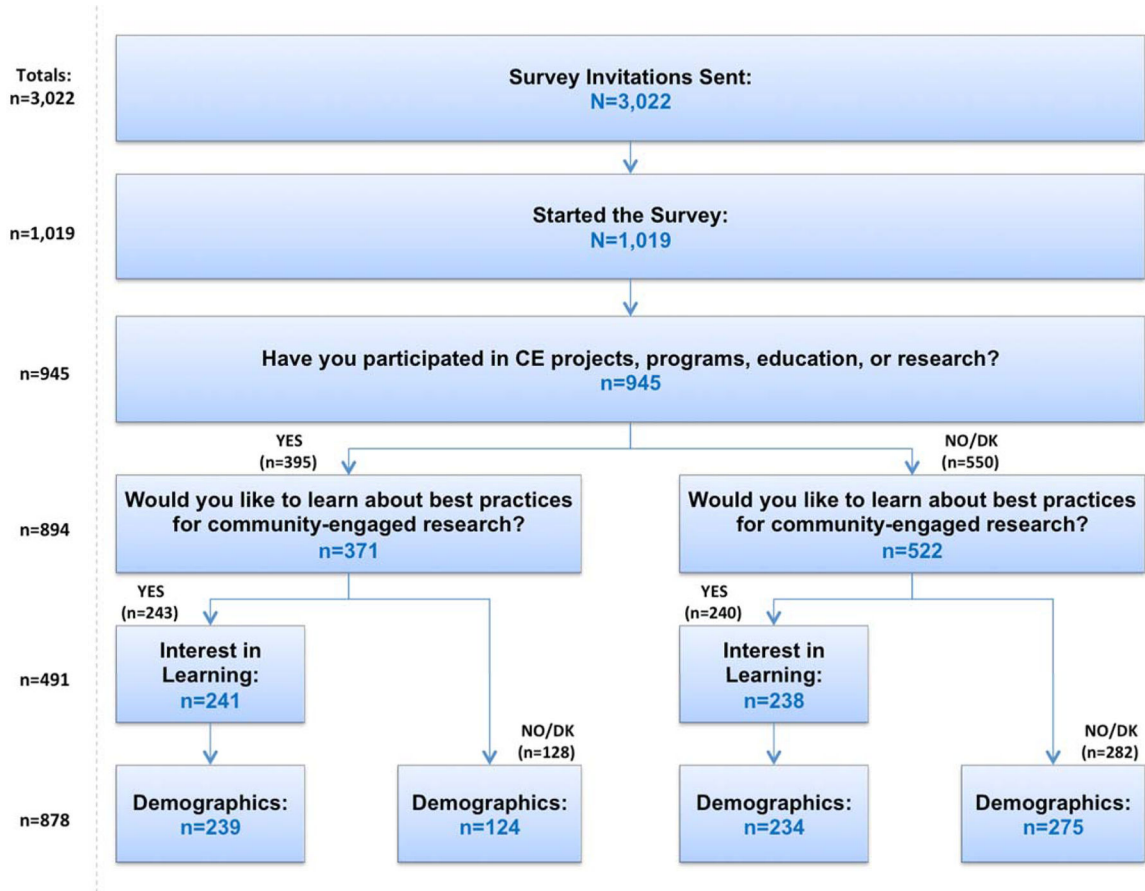 Totals:
n=3,022
Survey Invitations Sent:
N=3,022
n=1,019
Started the Survey:
N=1,019
n=945
Have you participated in CE projects, programs, education, or research?
n=945
YES
(n=395)
NO/DK
(n=550)
n=894
Would you like to learn about best practices
for community-engaged research?
n=371
Would you like to learn about best practices
for community-engaged research?
n=522
YES
(n=243)
YES
(n=240)
n=491
Interest in
Learning:
n=241
Interest in
Learning:
n=238
NO/DK
(n=128)
NO/DK
(n=282)
n=878
Demographics:
n=239
Demographics:
n=124
Demographics:
n=234
Demographics:
n=275